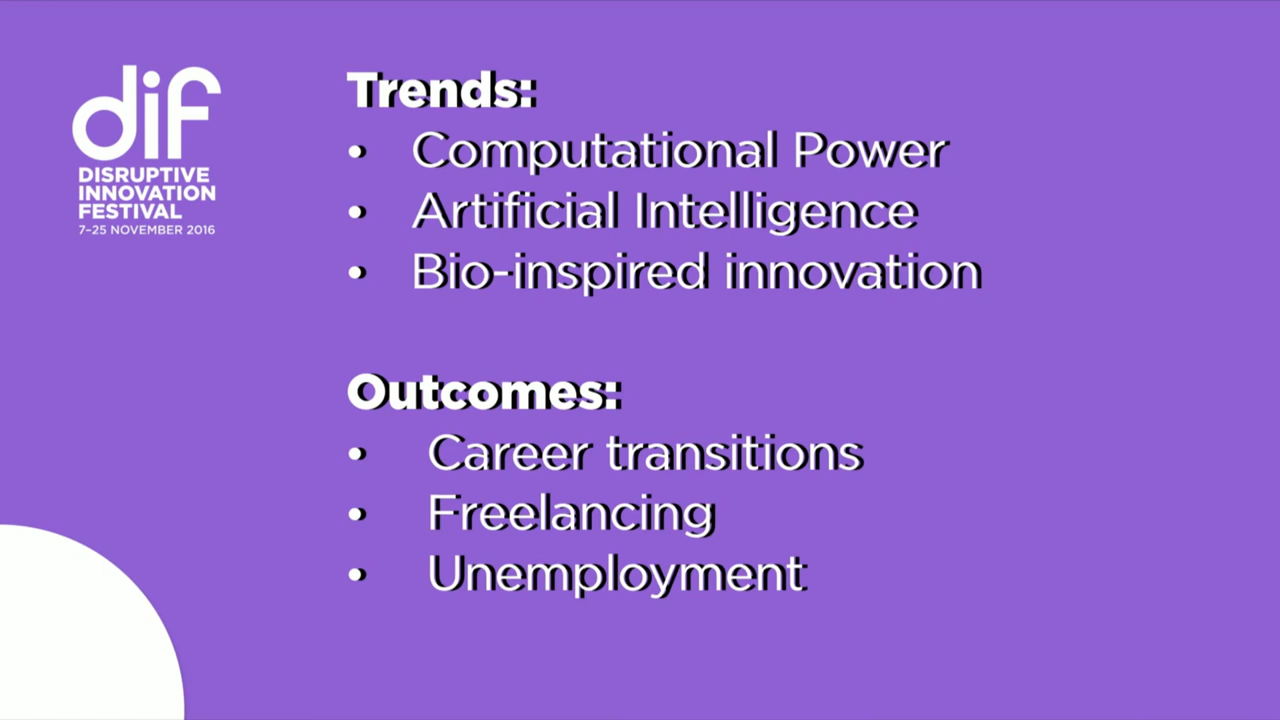 dif
DISRUPTIVE
INNOVATION
FESTIVAL
7–25 NOVEMBER 2016
Trends:
• Computational Power
• Artificial Intelligence
• Bio-inspired innovation
Outcomes:
• Career transitions
• Freelancing
• Unemployment